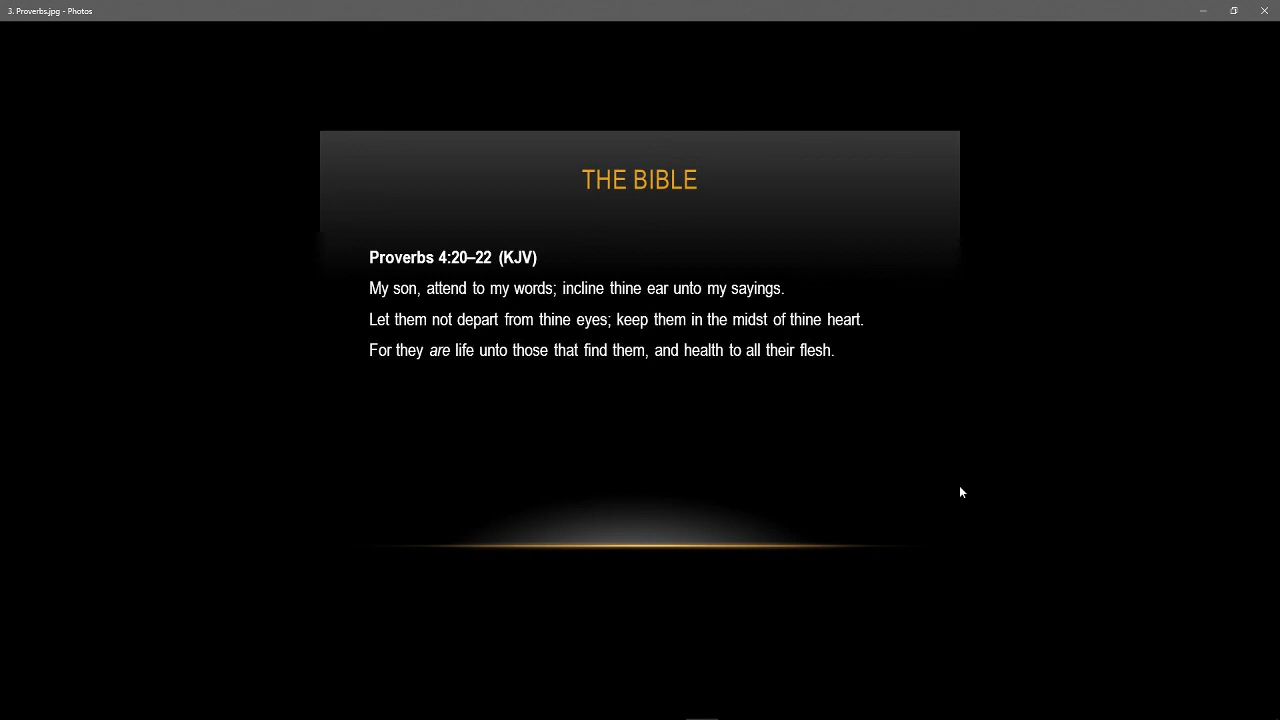 3. Proverbs.jpg - Photos
THE BIBLE
Proverbs 4:20–22 (KJV)
My son, attend to my words; incline thine ear unto my sayings.
Let them not depart from thine eyes; keep them in the midst of thine heart.
For they are life unto those that find them, and health to all their flesh.